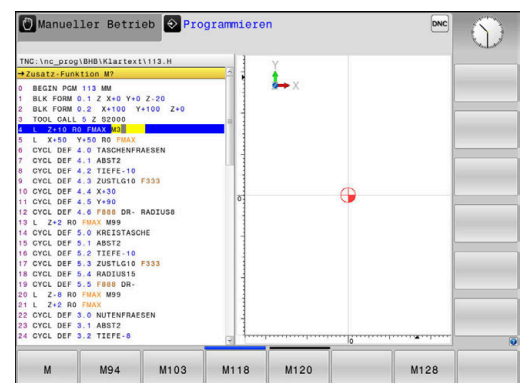 Manueller Betrieb
Programmieren
DNC
TNC:\nc_prog\BHB\Klartext\113.H
→Zusatz-Funktion M?
0 BEGIN PGM 113 MM
1 BLK FORM 0.1 Z X+0 Y+0 Z-20
2 BLK FORM 0.2 X+100 Y+100 Z+0
3 TOOL CALL 5 Z S2000
4 L Z+10 R0 FMAX M3
5 L X+50 Y+50 R0 FMAX
6 CYCL DEF 4.0 TASCHENFRAESEN
7 CYCL DEF 4.1 ABST2
8 CYCL DEF 4.2 TIEFE-10
9 CYCL DEF 4.3 ZUSTLG10 F333
10 CYCL DEF 4.4 X+30
11 CYCL DEF 4.5 Y+90
12 CYCL DEF 4.6 F888 DR- RADIUS8
13 L Z+2 R0 FMAX M99
14 CYCL DEF 5.0 KREISTASCHE
15 CYCL DEF 5.1 ABST2
16 CYCL DEF 5.2 TIEFE-10
17 CYCL DEF 5.3 ZUSTLG10 F333
18 CYCL DEF 5.4 RADIUS15
19 CYCL DEF 5.5 F888 DR-
20 L Z-8 R0 FMAX M99
21 L Z+2 R0 FMAX
22 CYCL DEF 3.0 NUTENFRAESEN
23 CYCL DEF 3.1 ABST2
24 CYCL DEF 3.2 TIEFE-8
Y
X
0
0
M M94 M103 M118 M120 M128